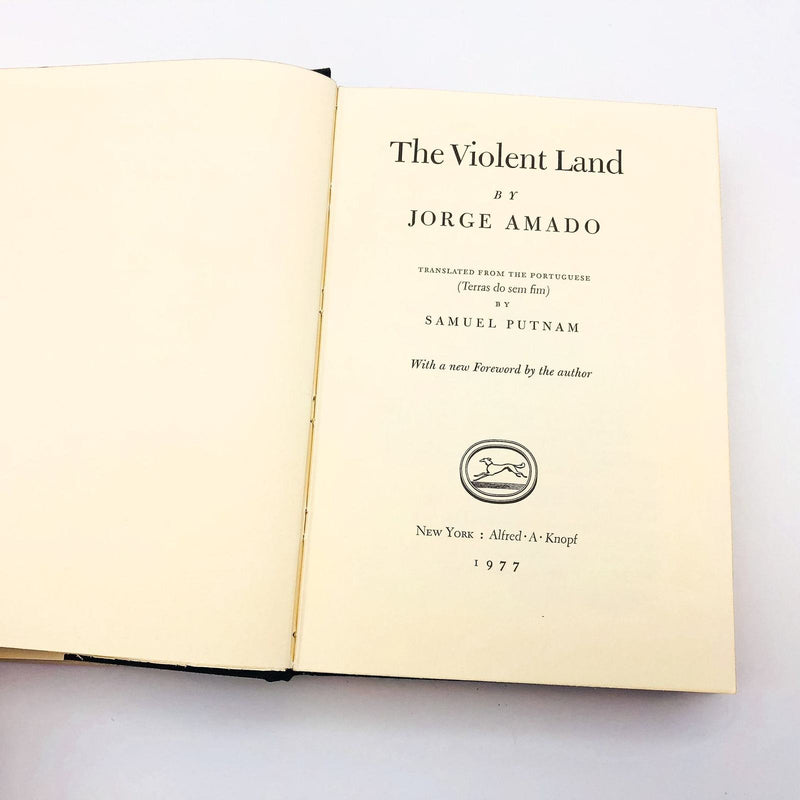 The Violent Land
BY
JORGE AMADO
TRANSLATED FROM THE PORTUGUESE
(Terras do sem fim)
BY
SAMUEL PUTNAM
With a new Foreword by the author
NEW YORK : Alfred · A · Knopf
1977